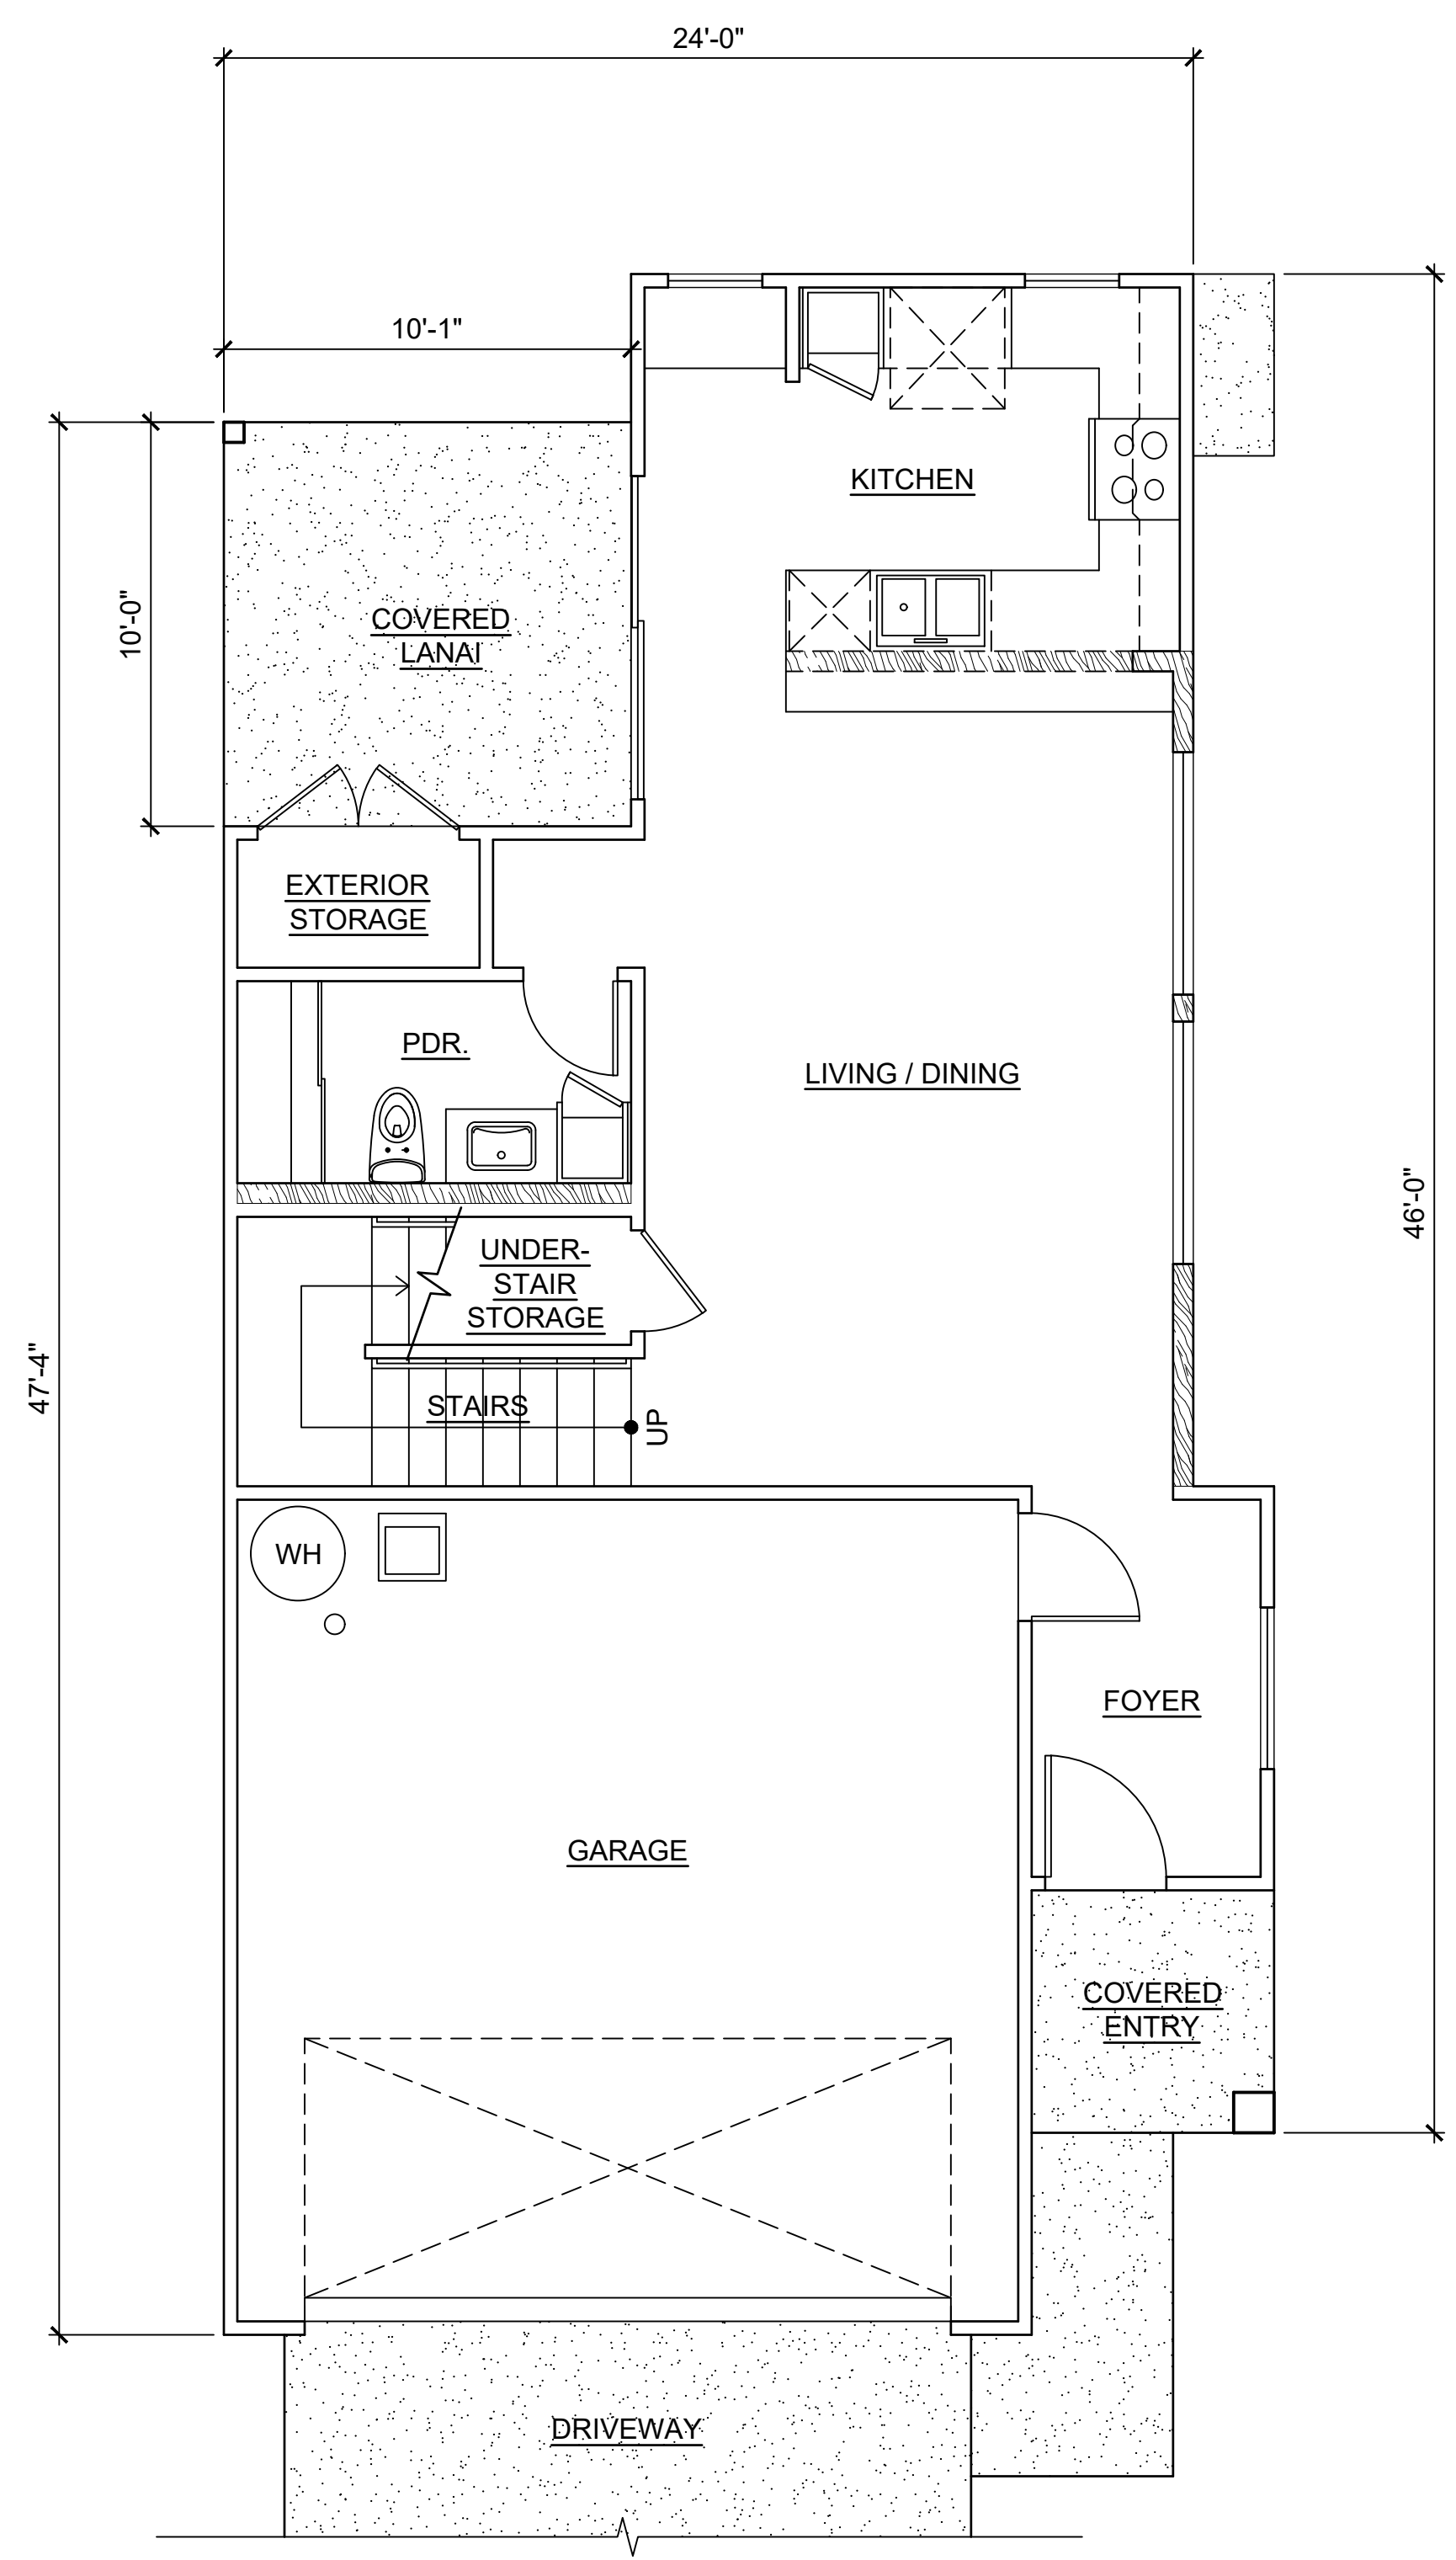 24'-0"
10'-1"
KITCHEN
10'-0"
COVERED
LANAI
EXTERIOR
STORAGE
PDR.
LIVING / DINING
46'-0"
UNDER-
STAIR
STORAGE
47'-4"
STAIRS
UP
WH
FOYER
GARAGE
COVERED
ENTRY
DRIVEWAY